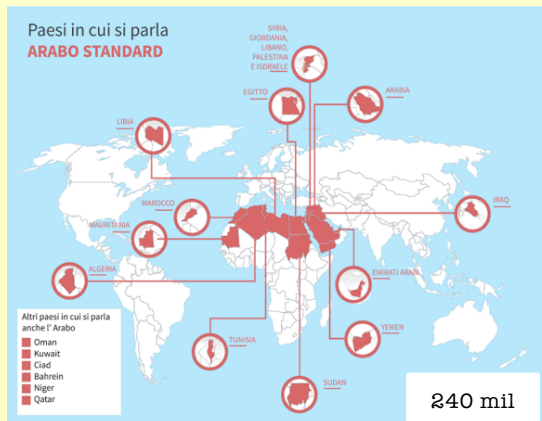 Paesi in cui si parla
ARABO STANDARD
SYRIA,
GIORDANIA,
LIBANO,
PALESTINA
E ISDRAELE
EGITTO
ARABIA
LIBIA
MAROCCO
IRAQ
MAURITANIA
ALGERIA
EMIRATI ARABI
TUNISIA
YEMEN
SUDAN
Altri paesi in cui si parla
anche l' Arabo
Oman
Kuwait
Ciad
Bahrein
Niger
Qatar
240 mil